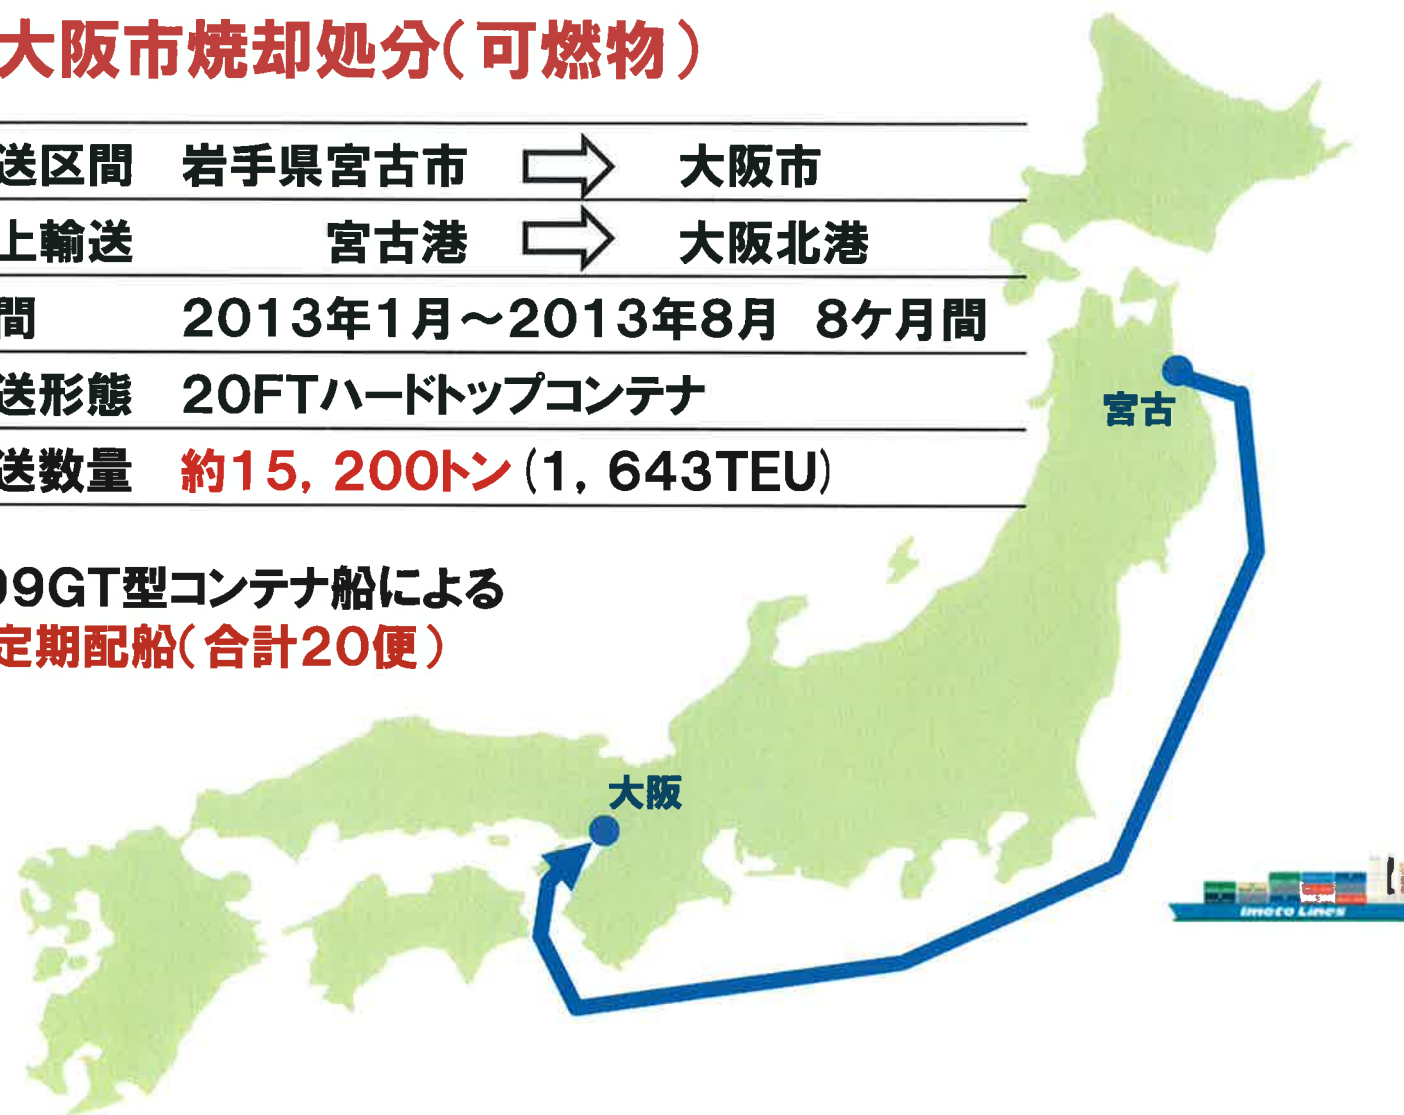 大阪市焼却処分（可燃物）
送区間 岩手県宮古市 ⇨ 大阪市
上輸送 宮古港 ⇨ 大阪北港
間 2013年1月～2013年8月 8ケ月間
送形態 20FTハードトップコンテナ
送数量 約15，200トン（1，643TEU）
99GT型コンテナ船による
定期配船（合計20便）
宮古
大阪
Imoto Lines